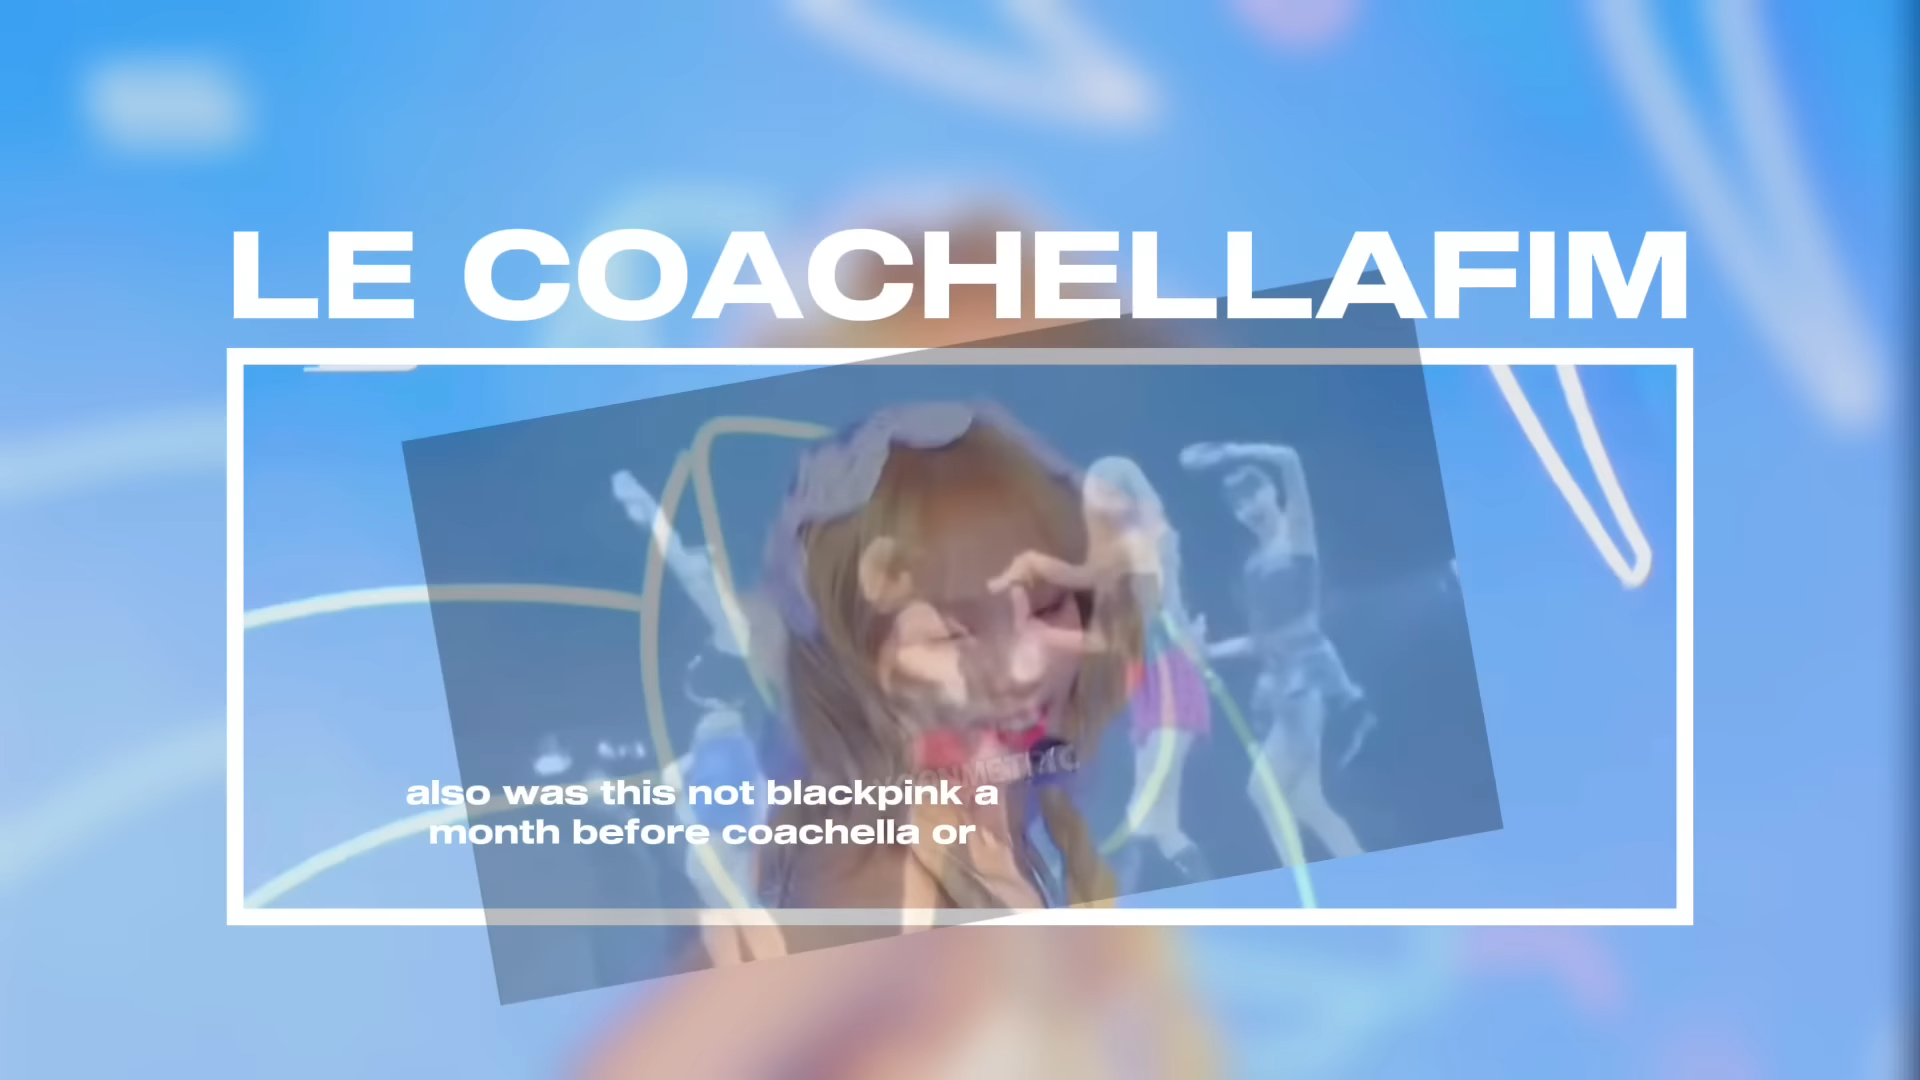 LE COACHELLAFIM
also was this not blackpink a
month before coachella or